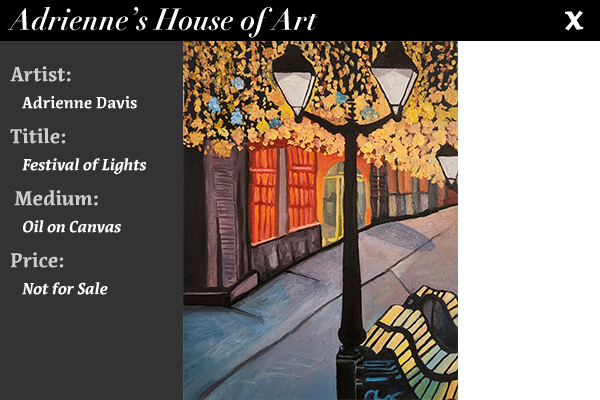 Adrienne's House of Art
X
Artist:
Adrienne Davis
Titile:
Festival of Lights
Medium:
Oil on Canvas
Price:
Not for Sale